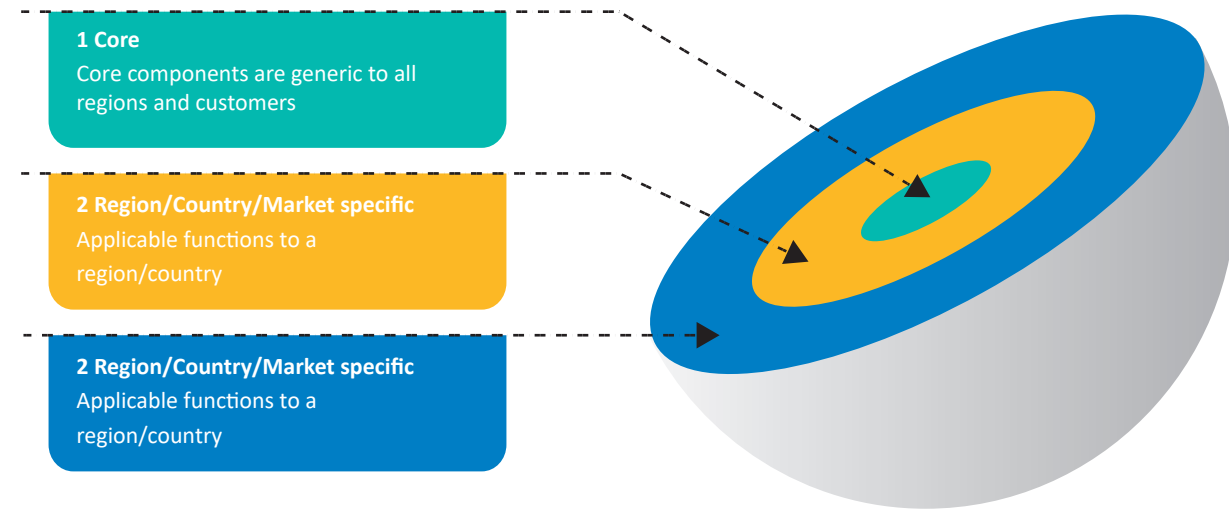 1 Core
Core components are generic to all
regions and customers
2 Region/Country/Market specific
Applicable functions to a
region/country
2 Region/Country/Market specific
Applicable functions to a
region/country